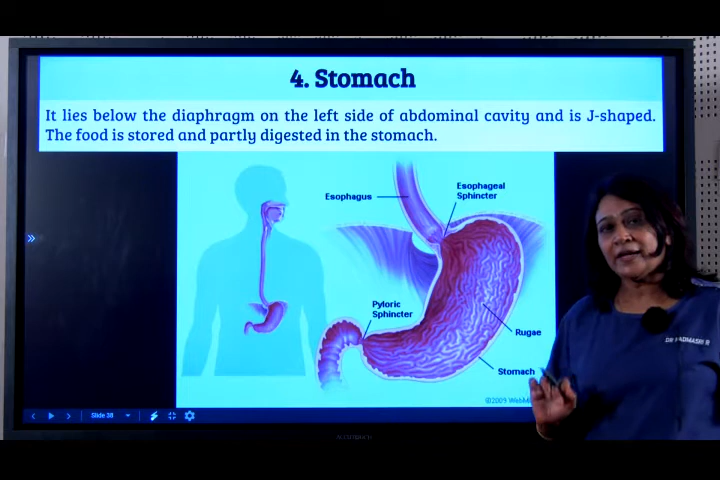 4. Stomach
It lies below the diaphragm on the left side of abdominal cavity and is J-shaped.
The food is stored and partly digested in the stomach.
Esophagus
Esophageal
Sphincter
Pyloric
Sphincter
Rugae
Stomach
©2009
Slide 38